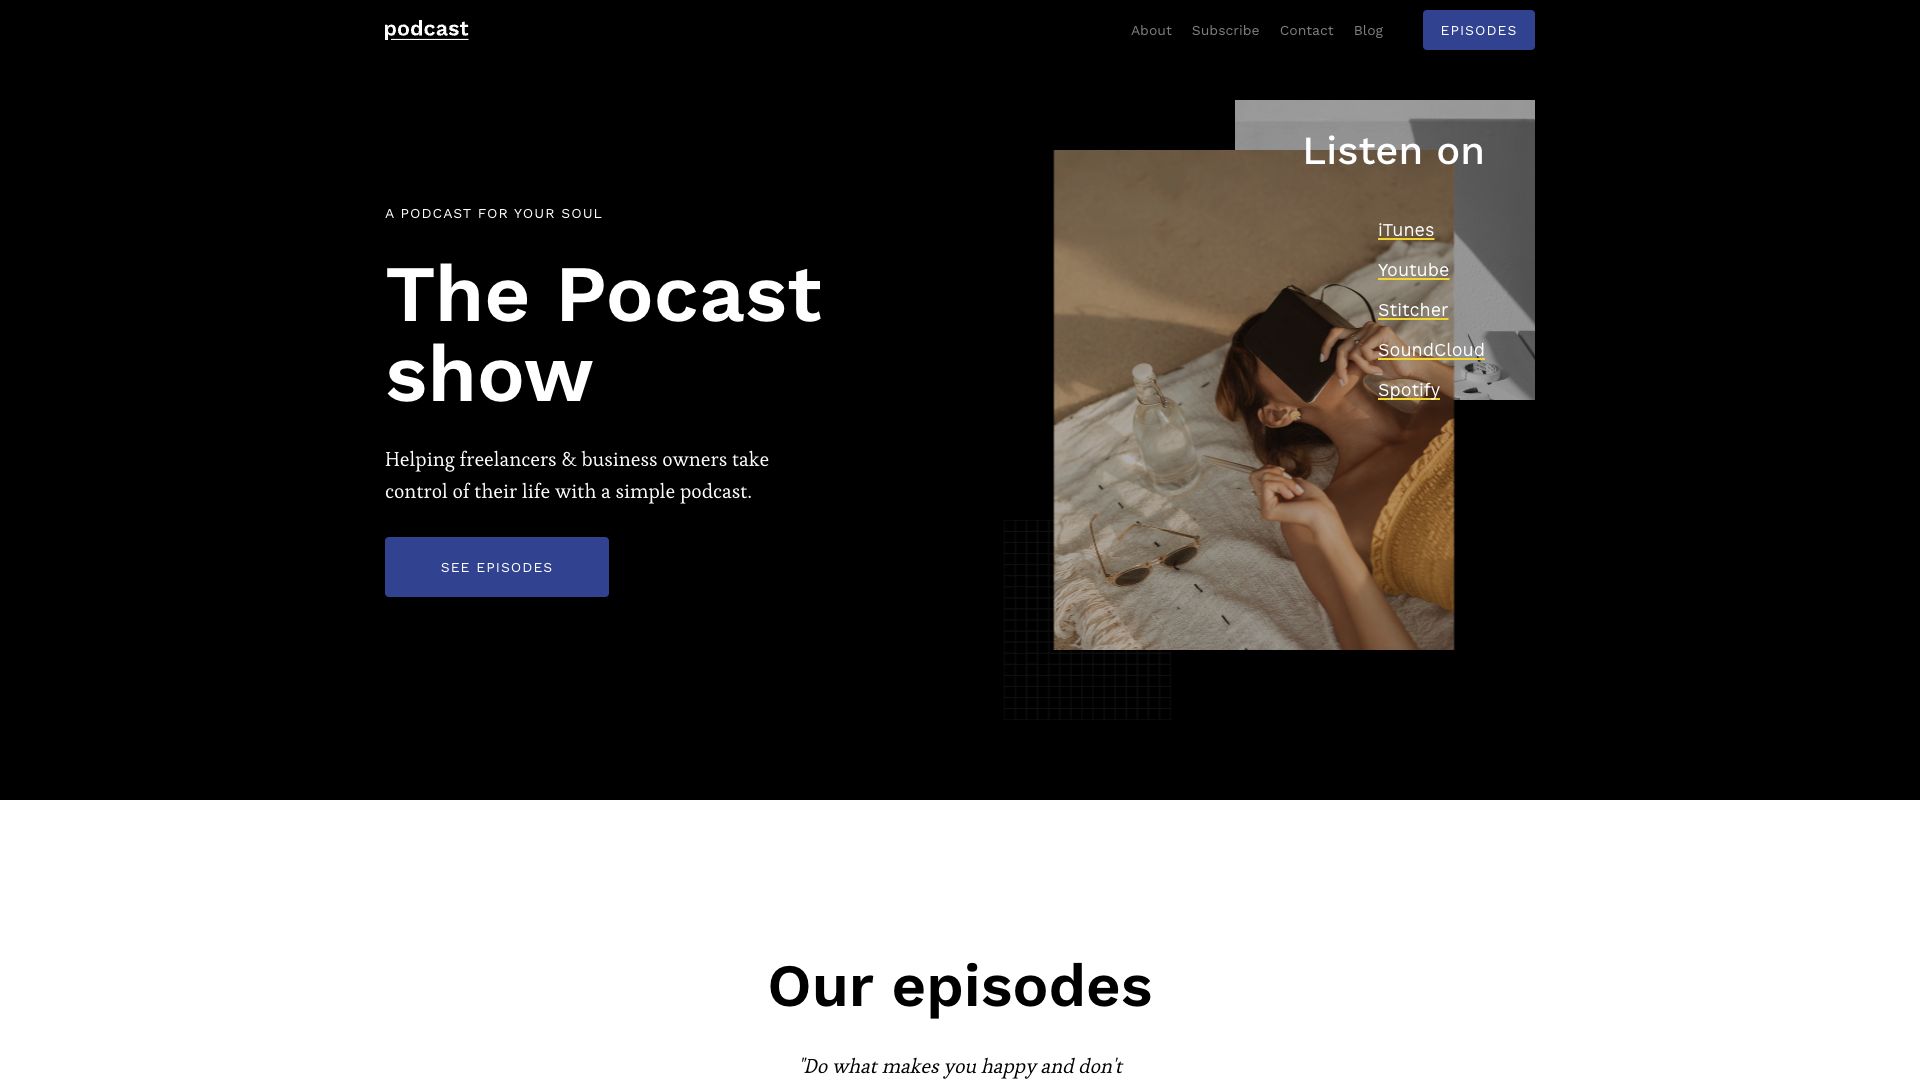 podcast
About Subscribe Contact Blog EPISODES
A PODCAST FOR YOUR SOUL
The Pocast
show
Helping freelancers & business owners take
control of their life with a simple podcast.
SEE EPISODES
Listen on
iTunes
Youtube
Stitcher
SoundCloud
Spotify
Our episodes
"Do what makes you happy and don't